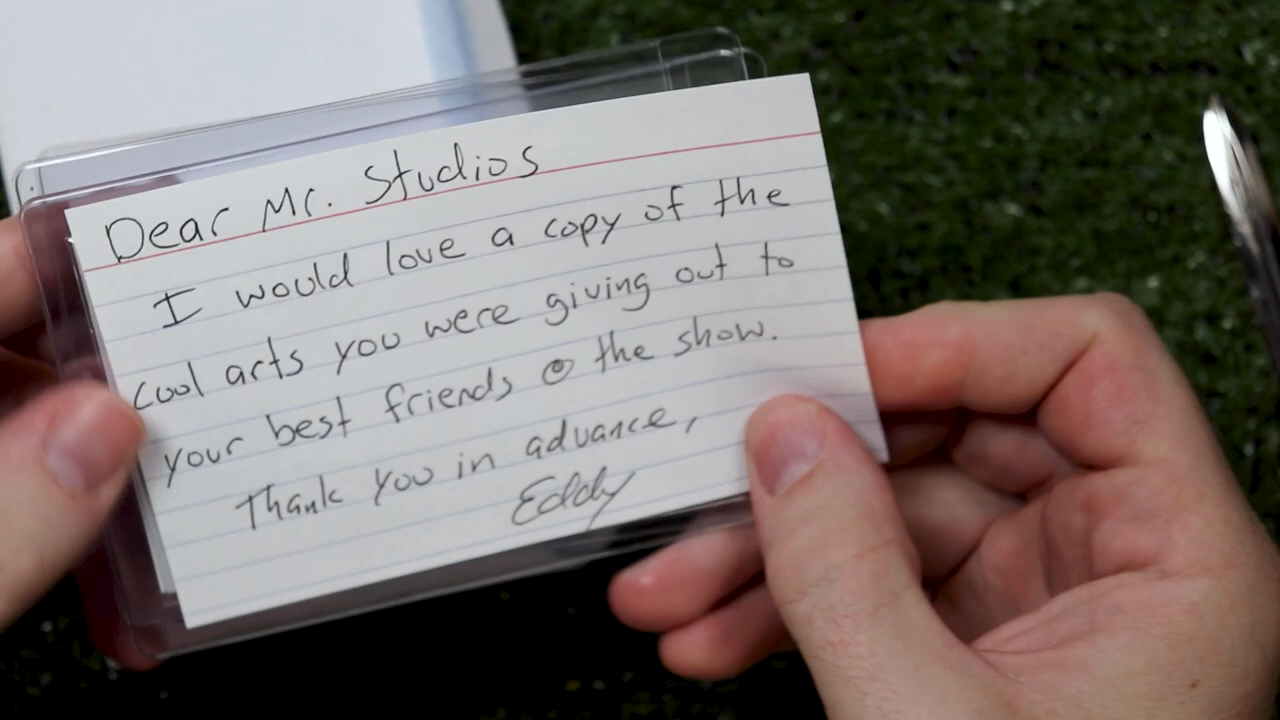 Dear Mr. Studios
I would love a copy of the
cool arts you were giving out to
your best friends @ the show.
Thank you in advance,
Eddy